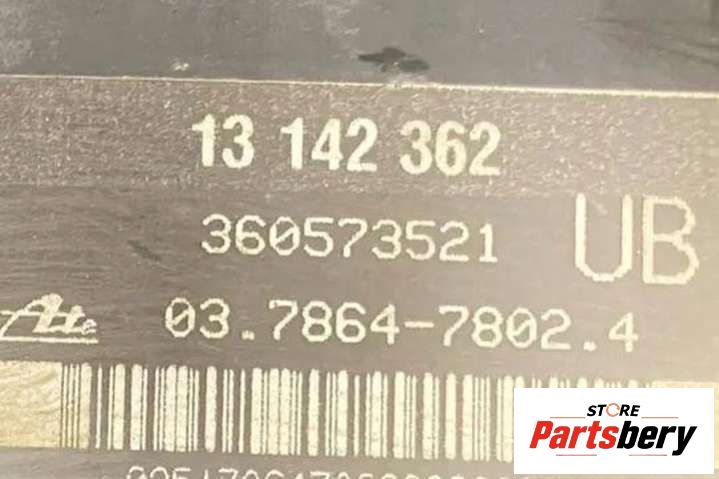 13 142 362
360573521
UB
Ate
03.7864-7802.4
STORE
Partsbery